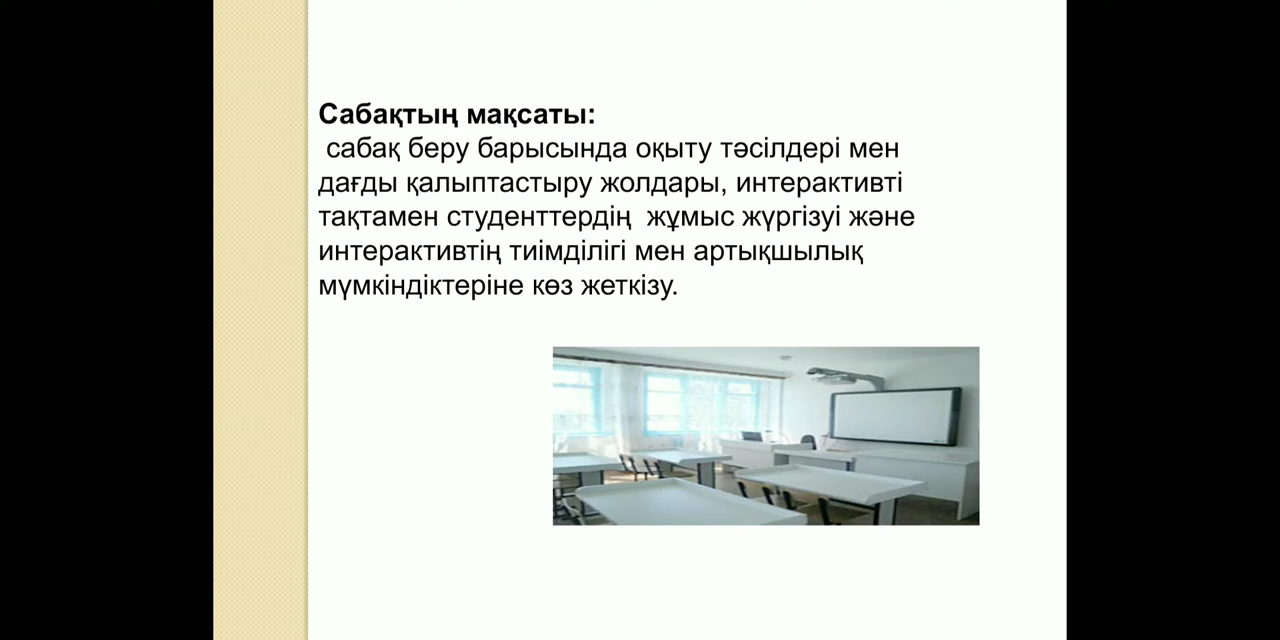 Сабақтың мақсаты:
сабақ беру барысында оқыту тәсілдері мен
дағды қалыптастыру жолдары, интерактивті
тақтамен студенттердің жұмыс жүргізуі және
интерактивтің тиімділігі мен артықшылық
мүмкіндіктеріне көз жеткізу.